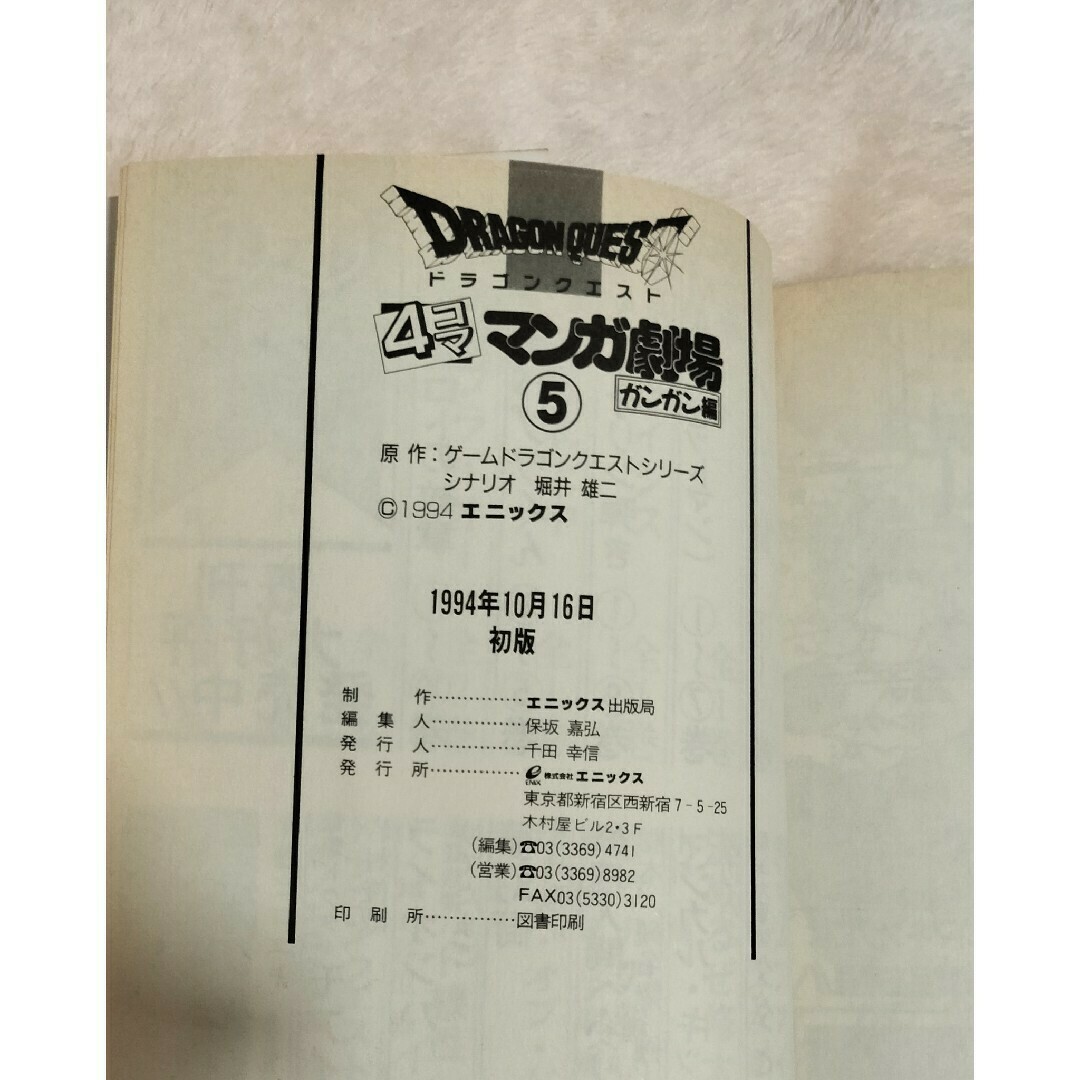 DRAGON QUEST
ドラゴンクエスト
4コママンガ劇場
⑤ ガンガン編
原作：ゲームドラゴンクエストシリーズ
シナリオ 堀井 雄二
©1994 エニックス
1994年10月16日
初版
制作……………エニックス出版局
編集人……………保坂 嘉弘
発行人……………千田 幸信
発行所……………ENIX 株式会社エニックス
東京都新宿区西新宿7-5-25
木村屋ビル2・3F
(編集)☎03(3369)4741
(営業)☎03(3369)8982
FAX03(5330)3120
印刷所……………図書印刷